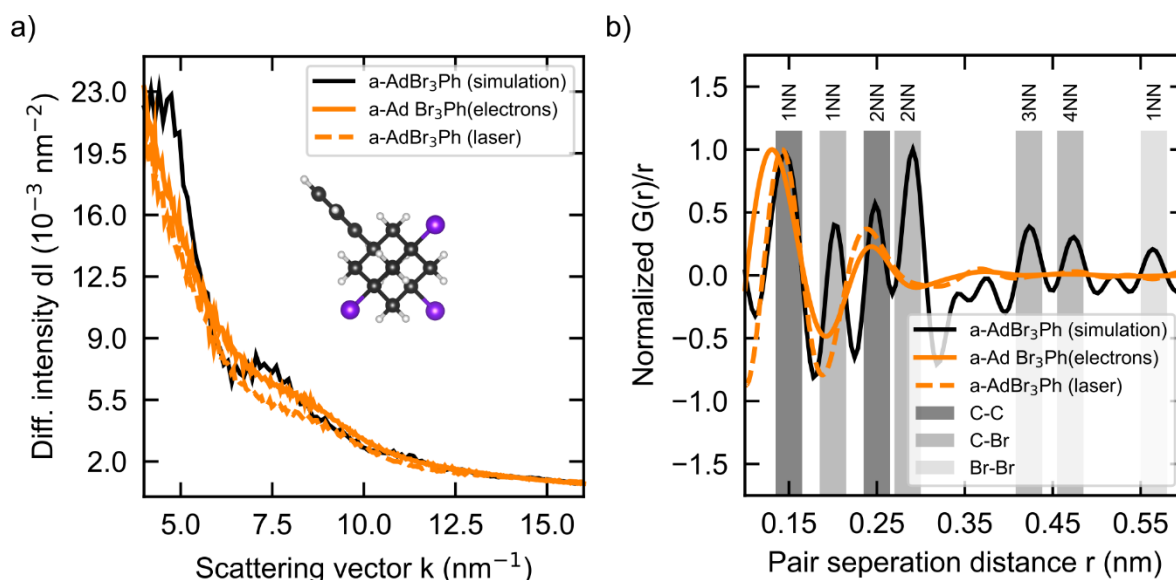 a)
Diff. intensity dI (10⁻³ nm⁻²)
23.0
19.5
16.0
12.5
9.0
5.5
2.0
a-AdBr₃Ph (simulation)
a-Ad Br₃Ph(electrons)
a-AdBr₃Ph (laser)
5.0 7.5 10.0 12.5 15.0
Scattering vector k (nm⁻¹)
b)
Normalized G(r)/r
1.5
1.0
0.5
0.0
−0.5
−1.0
−1.5
1NN 1NN 2NN 2NN 3NN 4NN 1NN
a-AdBr₃Ph (simulation)
a-Ad Br₃Ph(electrons)
a-AdBr₃Ph (laser)
C-C
C-Br
Br-Br
0.15 0.25 0.35 0.45 0.55
Pair seperation distance r (nm)